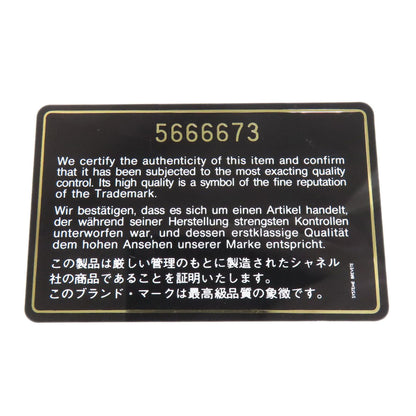 5666673
We certify the authenticity of this item and confirm
that it has been subjected to the most exacting quality
control. Its high quality is a symbol of the fine reputation
of the Trademark.
Wir bestätigen, dass es sich um einen Artikel handelt,
der während seiner Herstellung strengsten Kontrollen
unterworfen war, und dessen erstklassige Qualität
dem hohen Ansehen unserer Marke entspricht.
この製品は厳しい管理のもとに製造されたシャネル
社の商品であることを証明いたします。
このブランド・マークは最高級品質の象徴です。
SYSTEME BREVETE